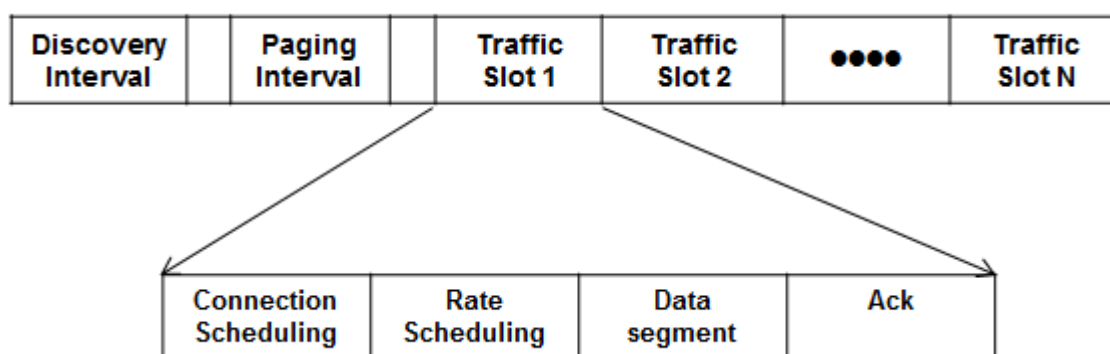 Discovery Paging Traffic Traffic •••• Traffic
Interval Interval Slot 1 Slot 2 Slot N
Connection Rate Data Ack
Scheduling Scheduling segment